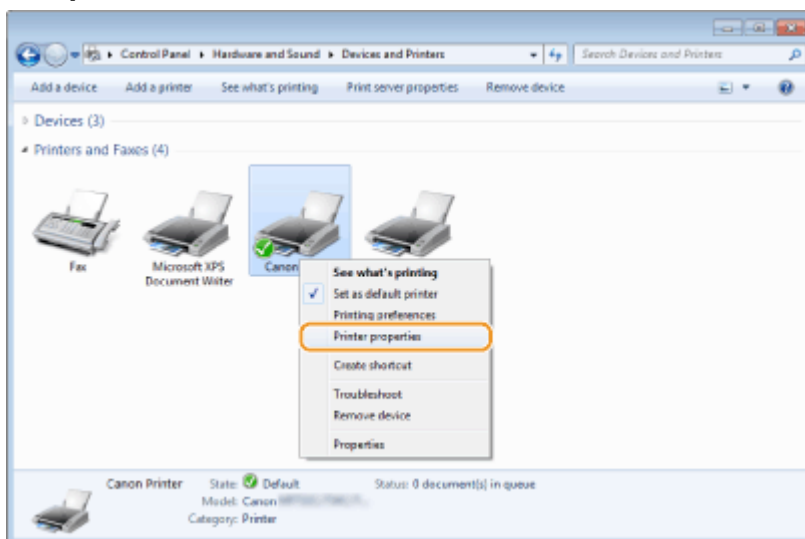 Control Panel ▸ Hardware and Sound ▸ Devices and Printers
Search Devices and Printers
Add a device Add a printer See what's printing Print server properties Remove device
Devices (3)
Printers and Faxes (4)
Fax
Microsoft XPS
Document Writer
Canon
See what's printing
Set as default printer
Printing preferences
Printer properties
Create shortcut
Troubleshoot
Remove device
Properties
Canon Printer State: Default Status: 0 document(s) in queue
Model: Canon
Category: Printer